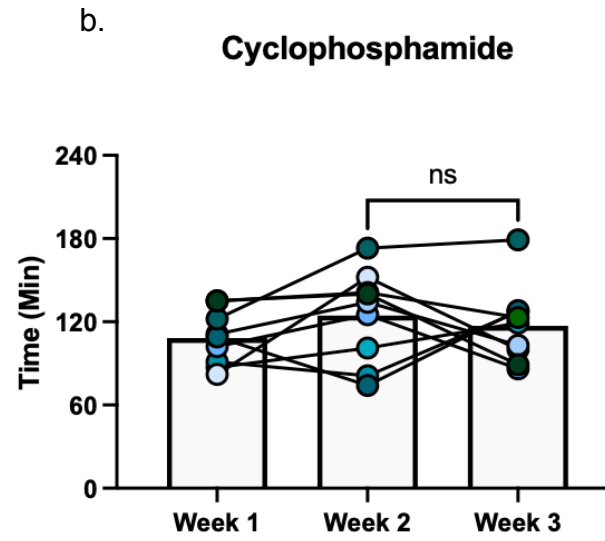 b.
Cyclophosphamide
240
180
120
60
0
Time (Min)
ns
Week 1
Week 2
Week 3